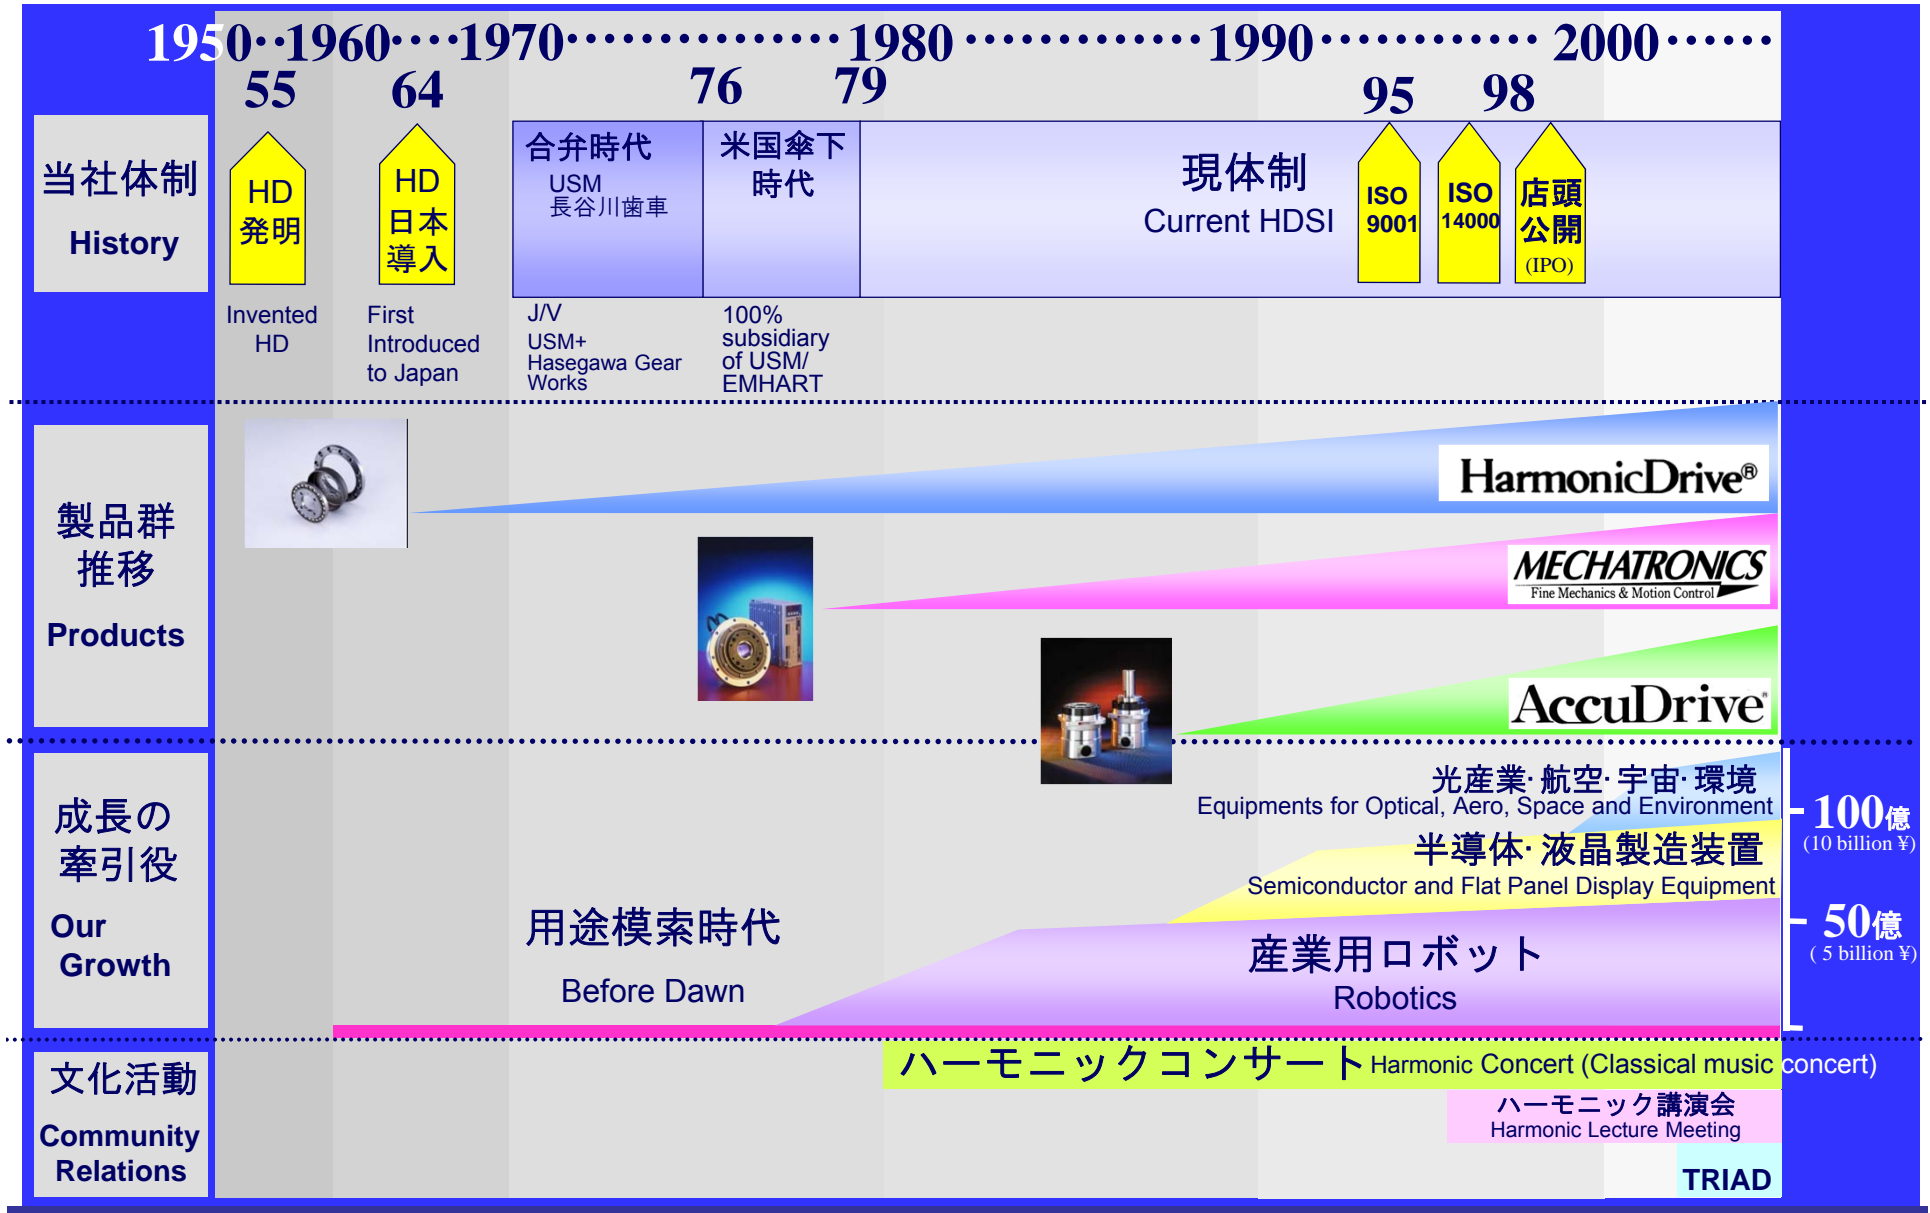 1950··1960····1970··············1980············1990···········2000······
55 64 76 79 95 98
当社体制
History
HD
発明
HD
日本
導入
合弁時代
USM
長谷川歯車
米国傘下
時代
現体制
Current HDSI
ISO
9001
ISO
14000
店頭
公開
(IPO)
Invented
HD
First
Introduced
to Japan
J/V
USM+
Hasegawa Gear
Works
100%
subsidiary
of USM/
EMHART
製品群
推移
Products
HarmonicDrive®
MECHATRONICS
Fine Mechanics & Motion Control
AccuDrive®
成長の
牽引役
Our
Growth
用途模索時代
Before Dawn
光産業·航空·宇宙·環境
Equipments for Optical, Aero, Space and Environment
半導体·液晶製造装置
Semiconductor and Flat Panel Display Equipment
産業用ロボット
Robotics
100億
(10 billion ¥)
50億
( 5 billion ¥)
文化活動
Community
Relations
ハーモニックコンサート Harmonic Concert (Classical music concert)
ハーモニック講演会
Harmonic Lecture Meeting
TRIAD